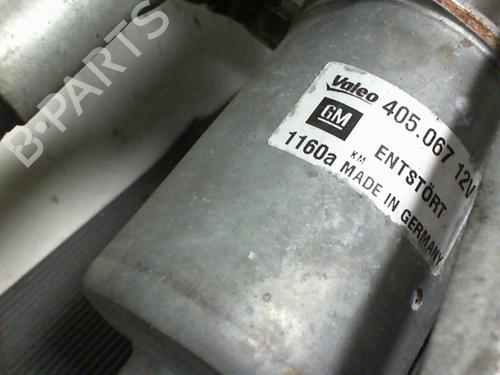 Valeo 405.067 12V
GM ENTSTÖRT
1160a KM MADE IN GERMANY
B-PARTS